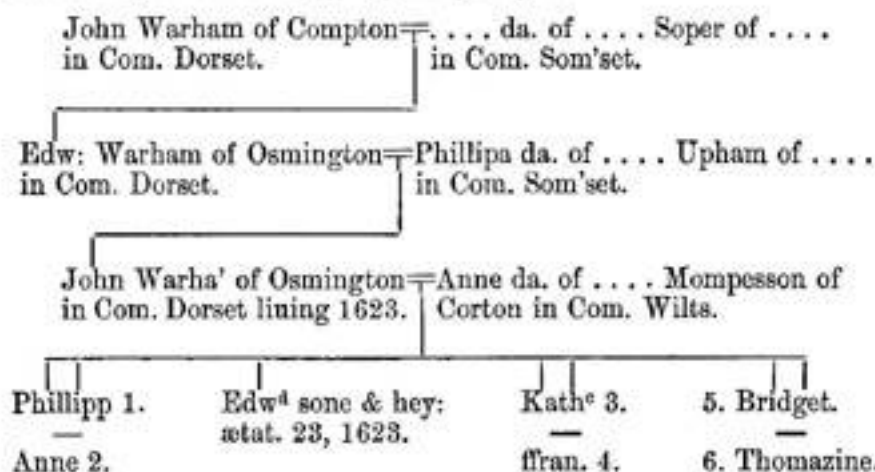 John Warham of Compton=.... da. of .... Soper of ....
in Com. Dorset. in Com. Som'set.
Edw: Warham of Osmington=Phillipa da. of .... Upham of ....
in Com. Dorset. in Com. Som'set.
John Warha' of Osmington=Anne da. of .... Mompesson of
in Com. Dorset liuing 1623. Corton in Com. Wilts.
Phillipp 1. Edwᵈ sone & hey: Kathᵉ 3. 5. Bridget.
ætat. 23, 1623.
Anne 2. ffran. 4. 6. Thomazine.